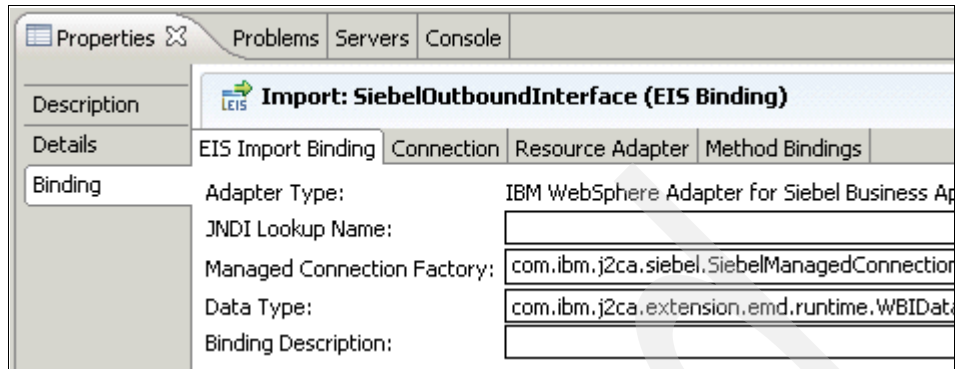 Properties Problems Servers Console
Import: SiebelOutboundInterface (EIS Binding)
Description
Details
Binding
EIS Import Binding Connection Resource Adapter Method Bindings
Adapter Type: IBM WebSphere Adapter for Siebel Business Ap
JNDI Lookup Name:
Managed Connection Factory: com.ibm.j2ca.siebel.SiebelManagedConnection
Data Type: com.ibm.j2ca.extension.emd.runtime.WBIData
Binding Description: